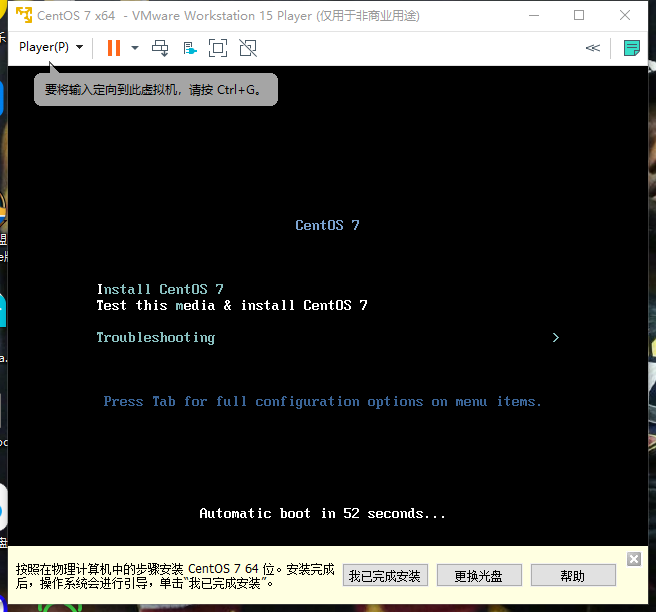 CentOS 7 x64 - VMware Workstation 15 Player (仅用于非商业用途)
Player(P)
要将输入定向到此虚拟机，请按 Ctrl+G。
CentOS 7
Install CentOS 7
Test this media & install CentOS 7
Troubleshooting >
Press Tab for full configuration options on menu items.
Automatic boot in 52 seconds...
按照在物理计算机中的步骤安装 CentOS 7 64 位。安装完成
后，操作系统会进行引导，单击“我已完成安装”。
我已完成安装 更换光盘 帮助